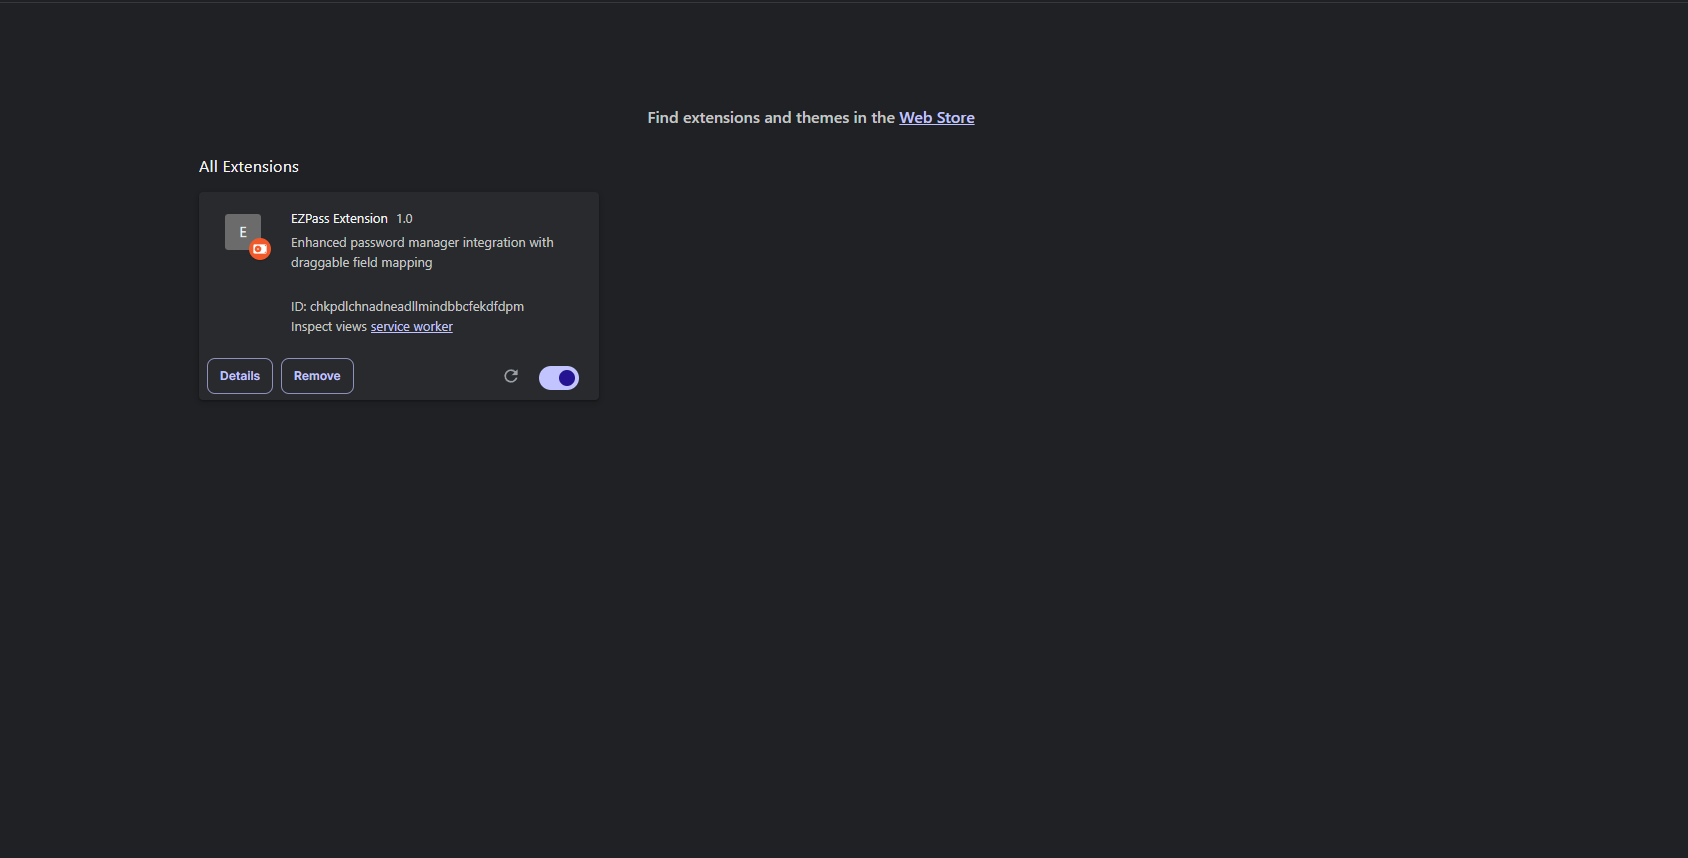 Find extensions and themes in the Web Store
All Extensions
E
EZPass Extension 1.0
Enhanced password manager integration with
draggable field mapping
ID: chkpdlchnadneadllmindbbcfekdfdpm
Inspect views service worker
Details
Remove